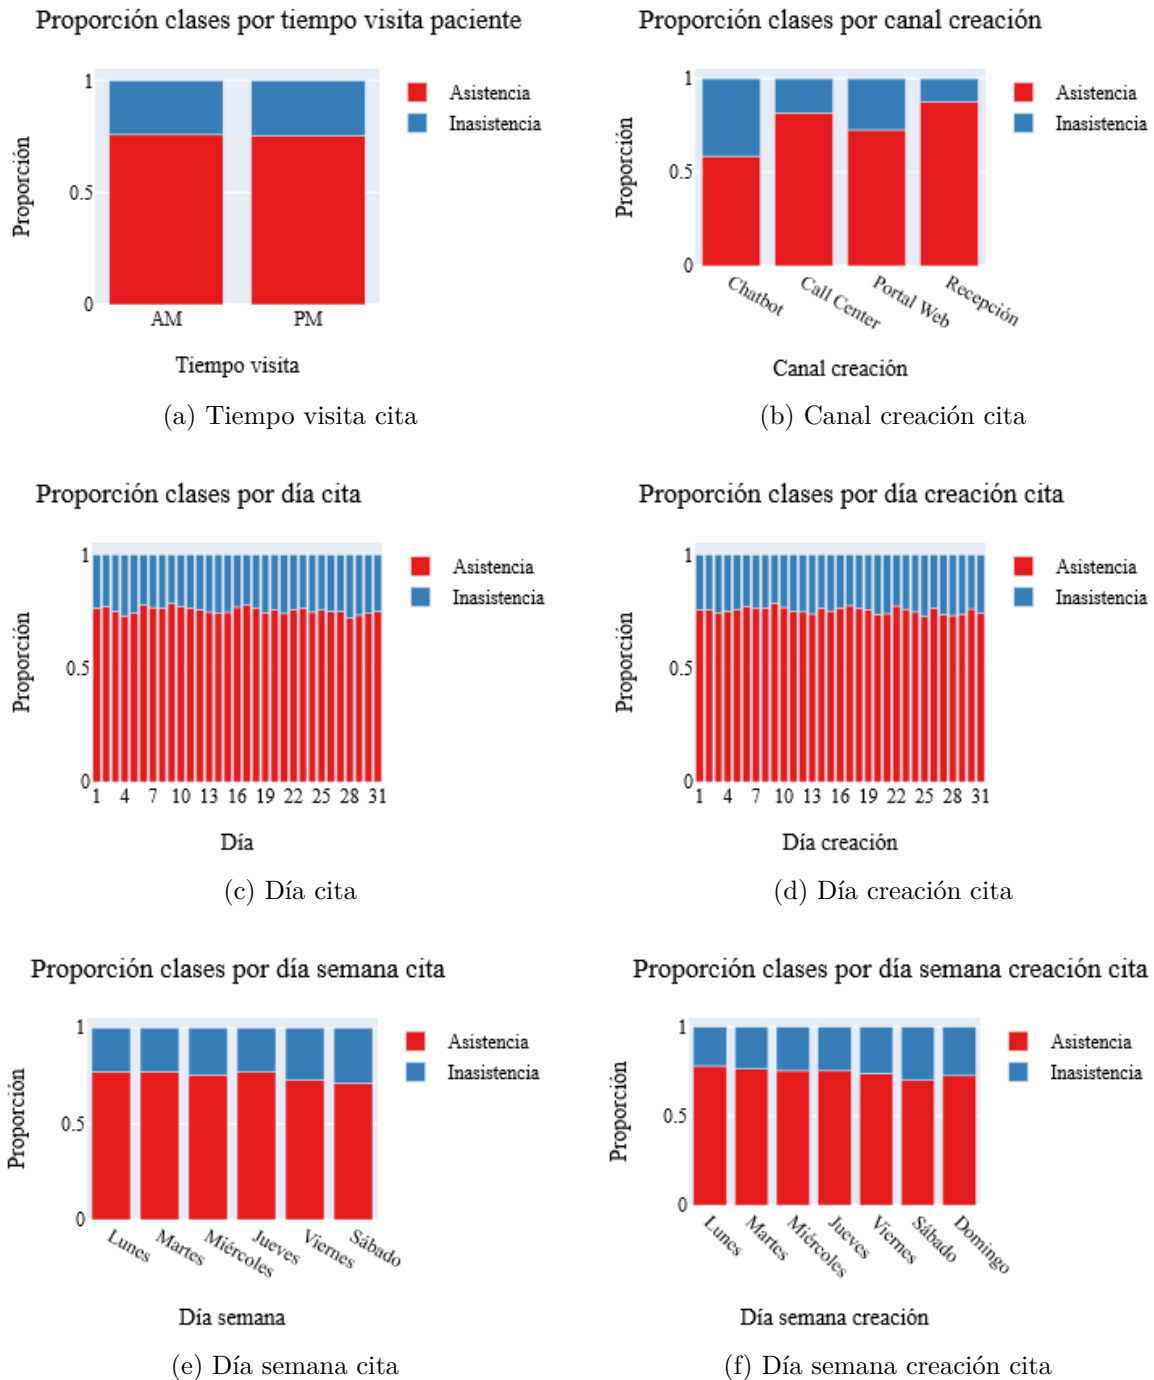 Proporción clases por tiempo visita paciente
1
0.5
0
Proporción
AM
PM
Tiempo visita
Asistencia
Inasistencia
(a) Tiempo visita cita
Proporción clases por canal creación
1
0.5
0
Proporción
Chatbot
Call Center
Portal Web
Recepción
Canal creación
Asistencia
Inasistencia
(b) Canal creación cita
Proporción clases por día cita
1
0.5
0
Proporción
1 4 7 10 13 16 19 22 25 28 31
Día
Asistencia
Inasistencia
(c) Día cita
Proporción clases por día creación cita
1
0.5
0
Proporción
1 4 7 10 13 16 19 22 25 28 31
Día creación
Asistencia
Inasistencia
(d) Día creación cita
Proporción clases por día semana cita
1
0.5
0
Proporción
Lunes
Martes
Miércoles
Jueves
Viernes
Sábado
Día semana
Asistencia
Inasistencia
(e) Día semana cita
Proporción clases por día semana creación cita
1
0.5
0
Proporción
Lunes
Martes
Miércoles
Jueves
Viernes
Sábado
Domingo
Día semana creación
Asistencia
Inasistencia
(f) Día semana creación cita